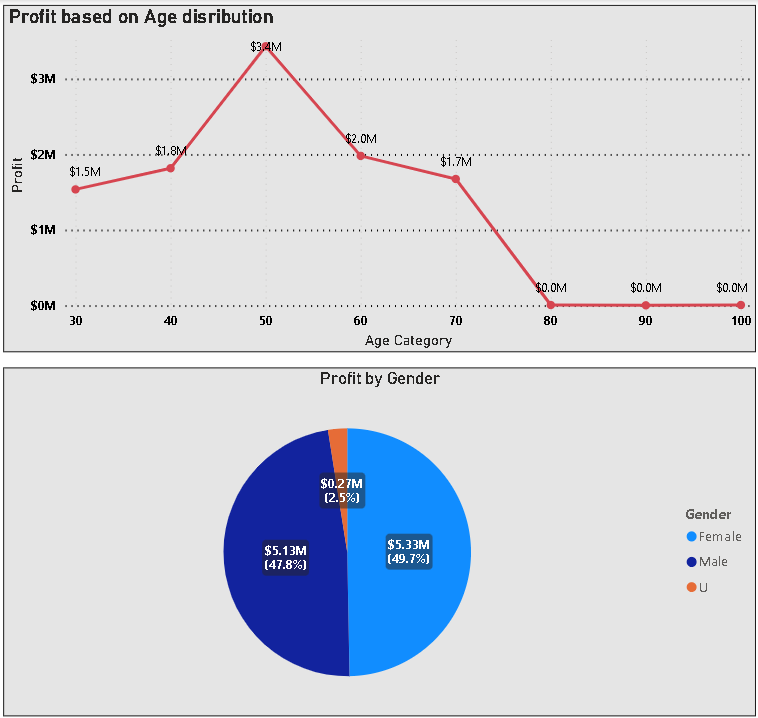 Profit based on Age disribution
$3.4M
$3M
$2.0M
$1.8M
$2M
$1.7M
$1.5M
Profit
$1M
$0.0M $0.0M $0.0M
$0M
30 40 50 60 70 80 90 100
Age Category
Profit by Gender
$0.27M
(2.5%)
$5.13M
(47.8%)
$5.33M
(49.7%)
Gender
Female
Male
U